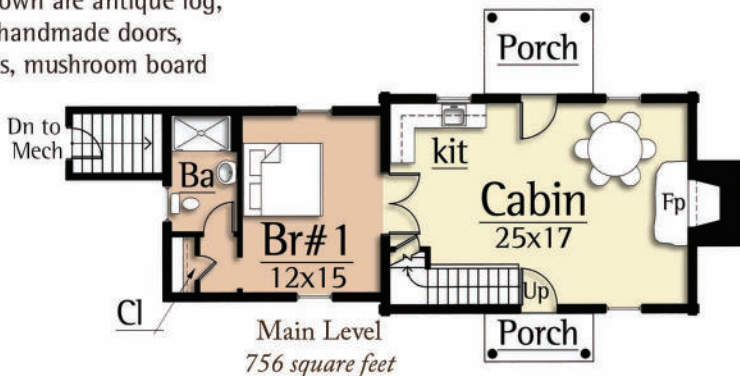 own are antique log,
handmade doors,
s, mushroom board
Porch
Dn to
Mech
kit
Ba
Cabin
25x17
Fp
Br# 1
12x15
Up
Cl
Main Level
756 square feet
Porch